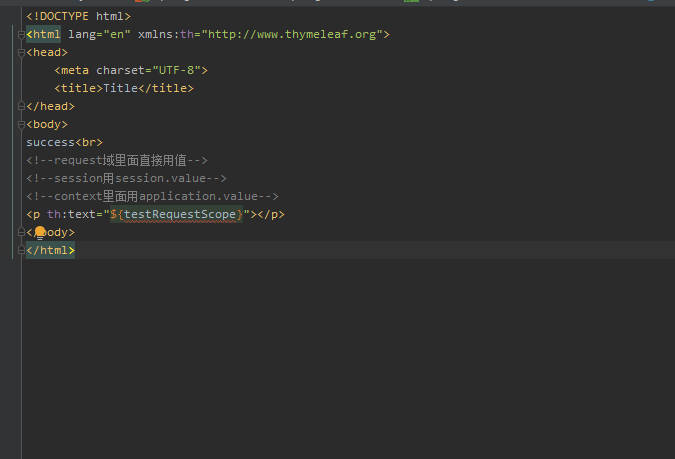 <!DOCTYPE html>
<html lang="en" xmlns:th="http://www.thymeleaf.org">
<head>
    <meta charset="UTF-8">
    <title>Title</title>
</head>
<body>
success<br>
<!--request域里面直接用值-->
<!--session用session.value-->
<!--context里面用application.value-->
<p th:text="${testRequestScope}"></p>
</body>
</html>